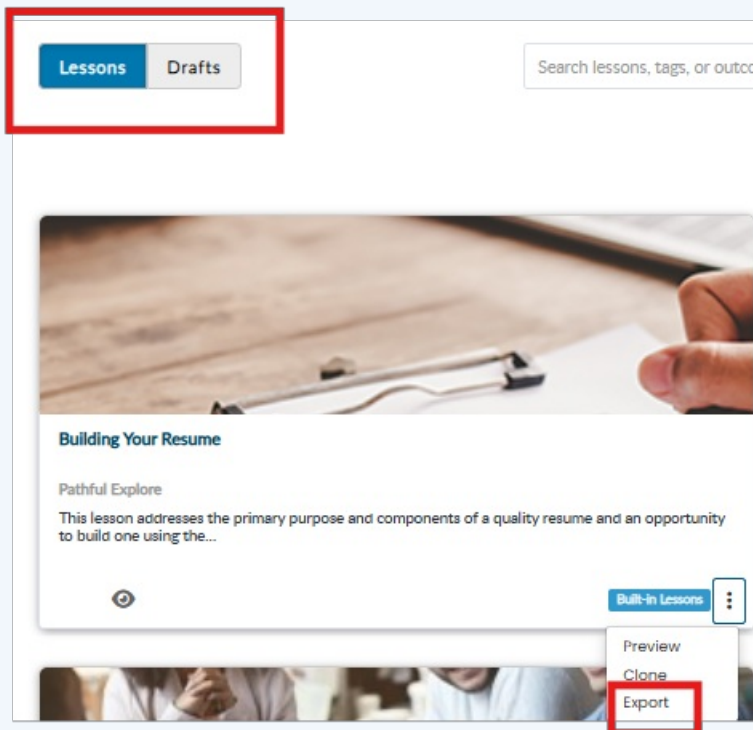 Lessons Drafts
Search lessons, tags, or
Building Your Resume
Pathful Explore
This lesson addresses the primary purpose and components of a quality resume and an opportunity
to build one using the...
Built-in Lessons
Preview
Clone
Export